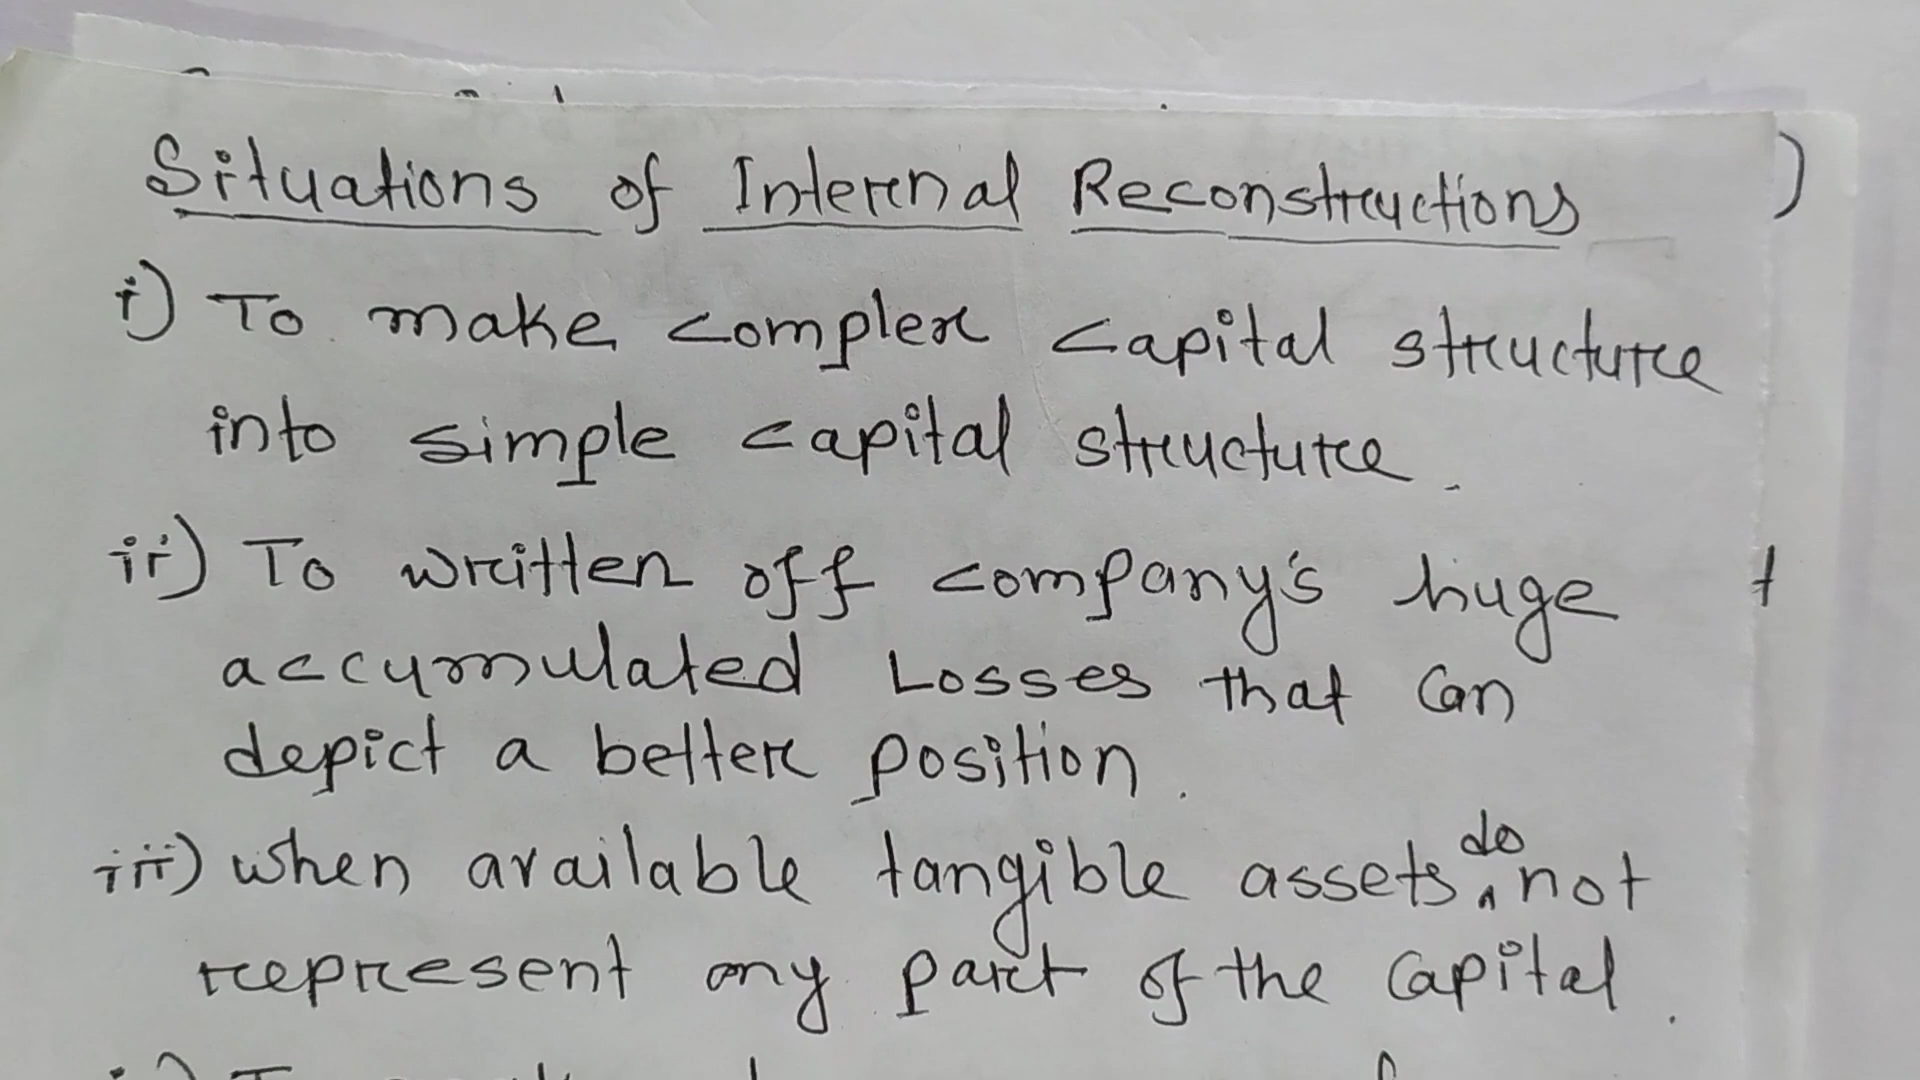 Situations of Internal Reconstructions
i) To make complex capital structure
into simple capital structure.
ii) To written off company's huge
accumulated Losses that can
depict a better position.
iii) when available tangible assets do not
represent any part of the capital.